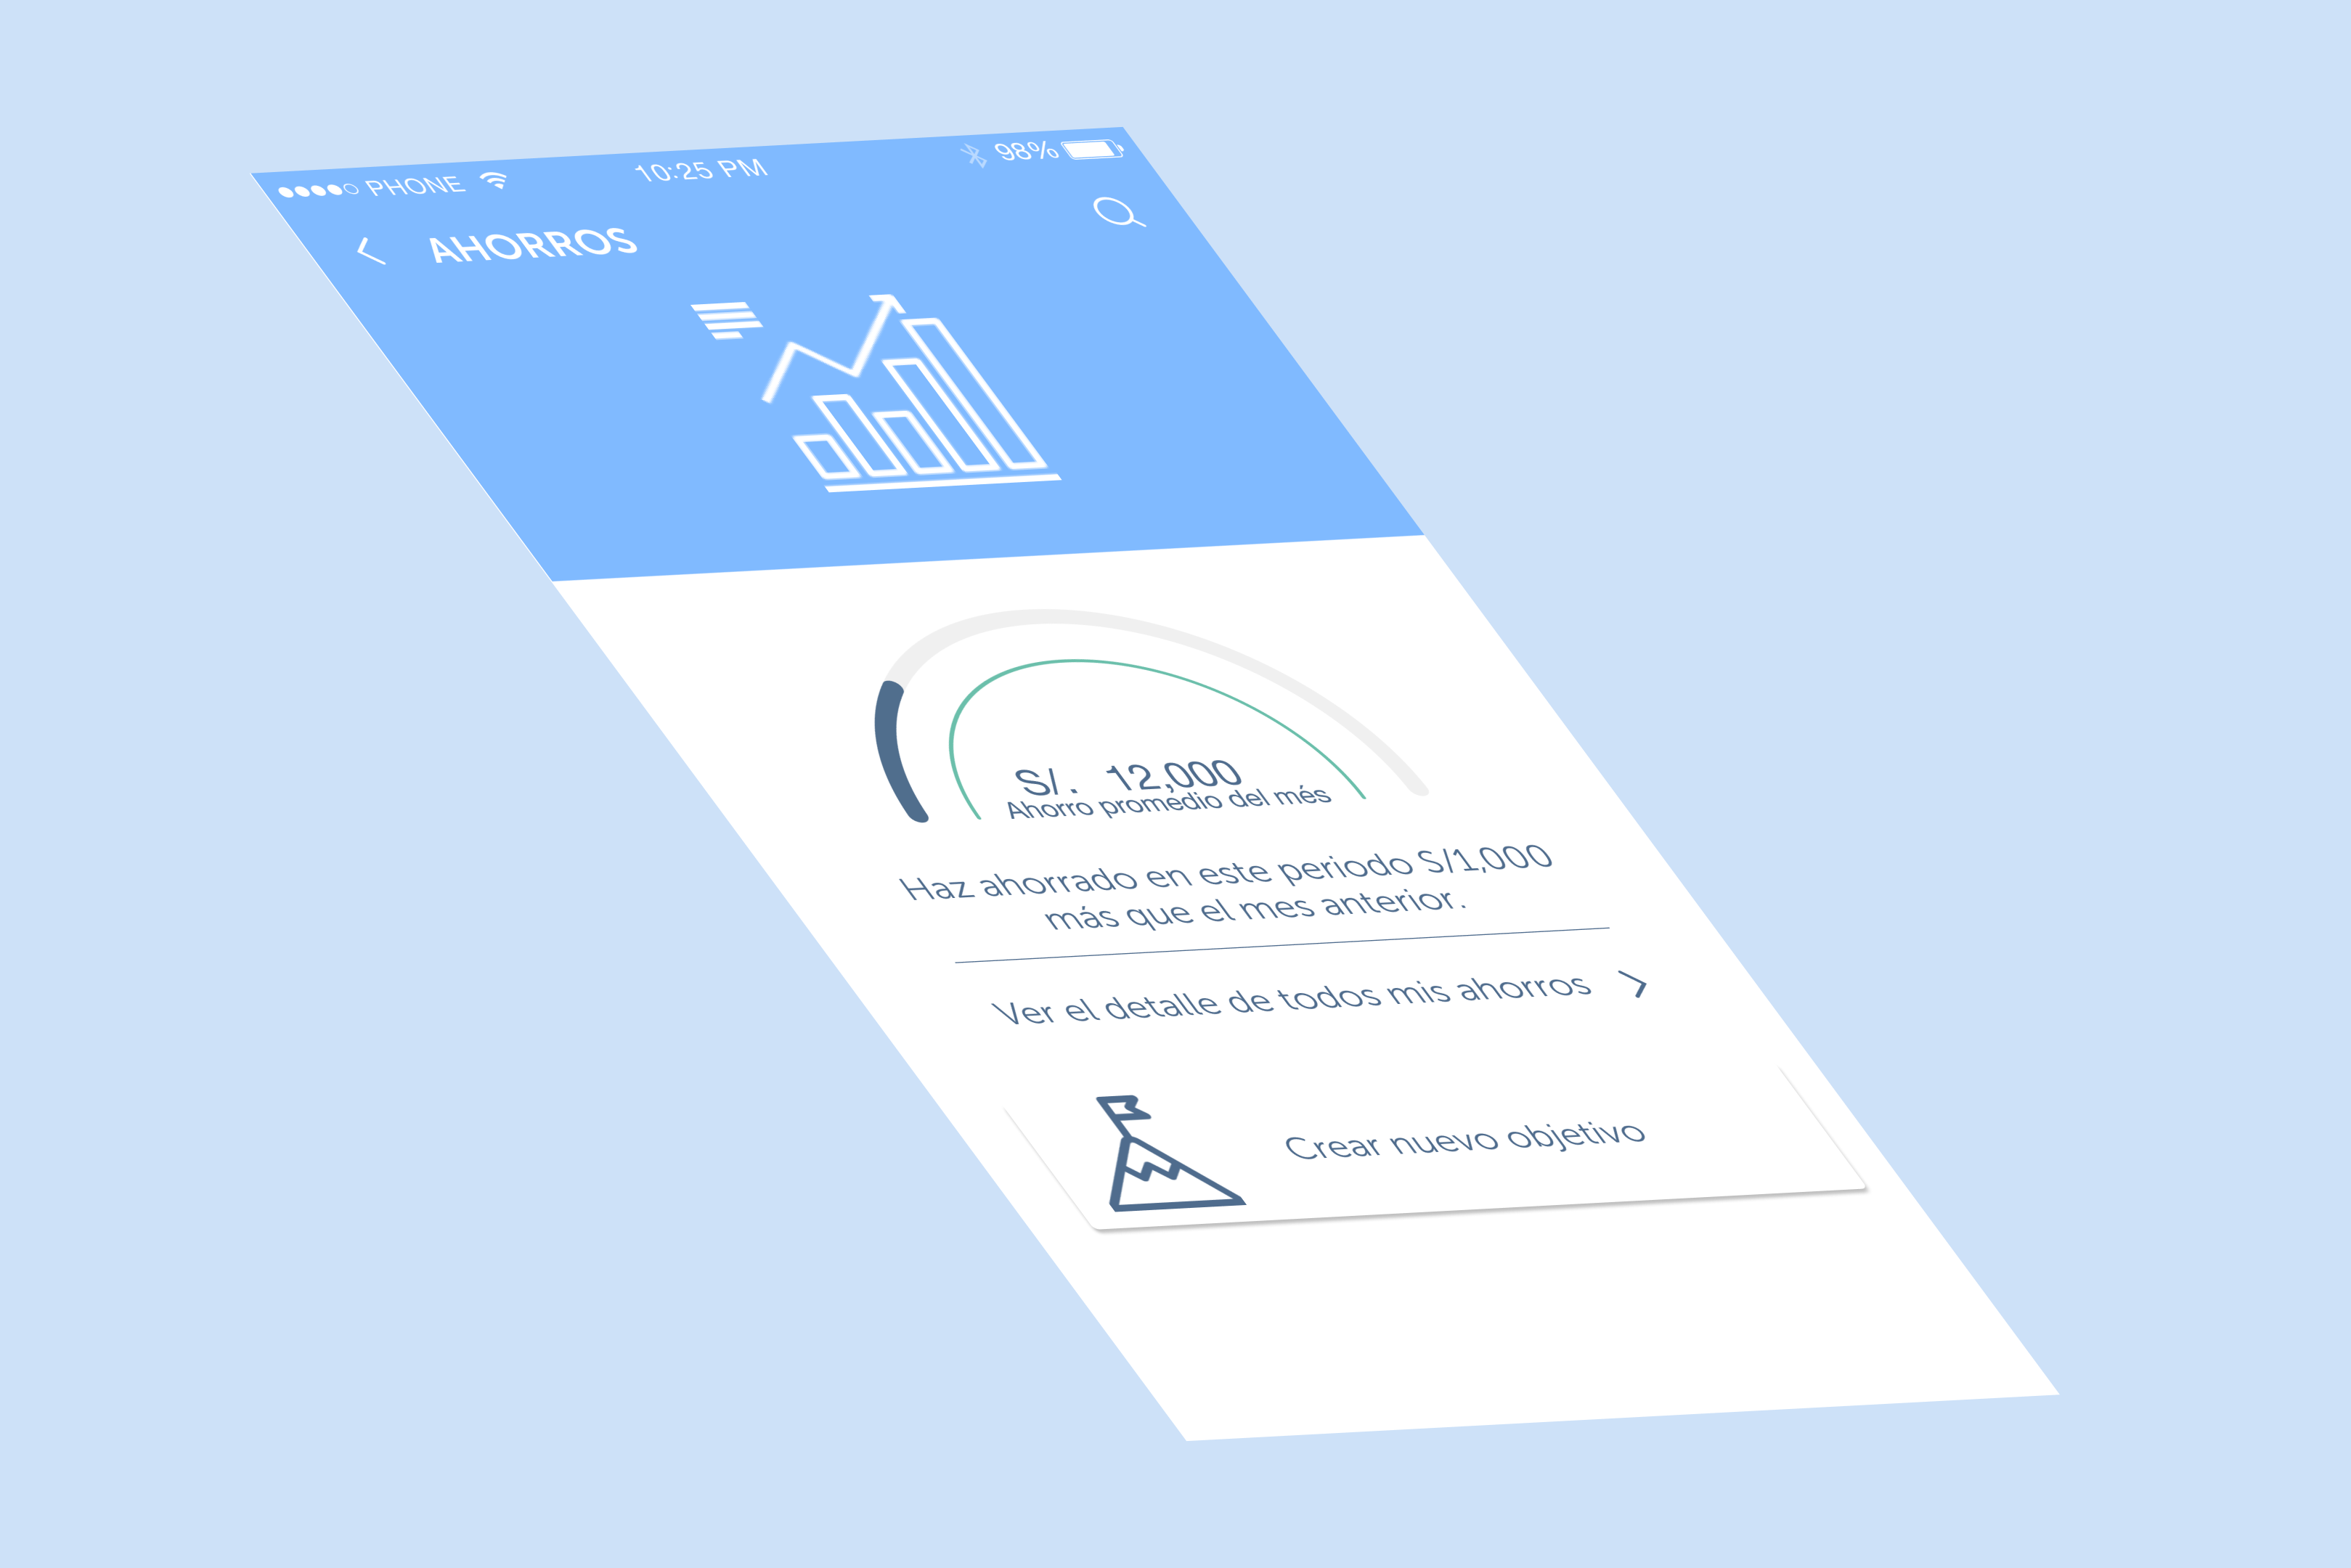 PHONE 10:25 PM 98%
AHORROS
S/. 12,000
Ahorro promedio del més
Haz ahorrado en este periodo S/1,000
más que el mes anterior.
Ver el detalle de todos mis ahorros
Crear nuevo objetivo